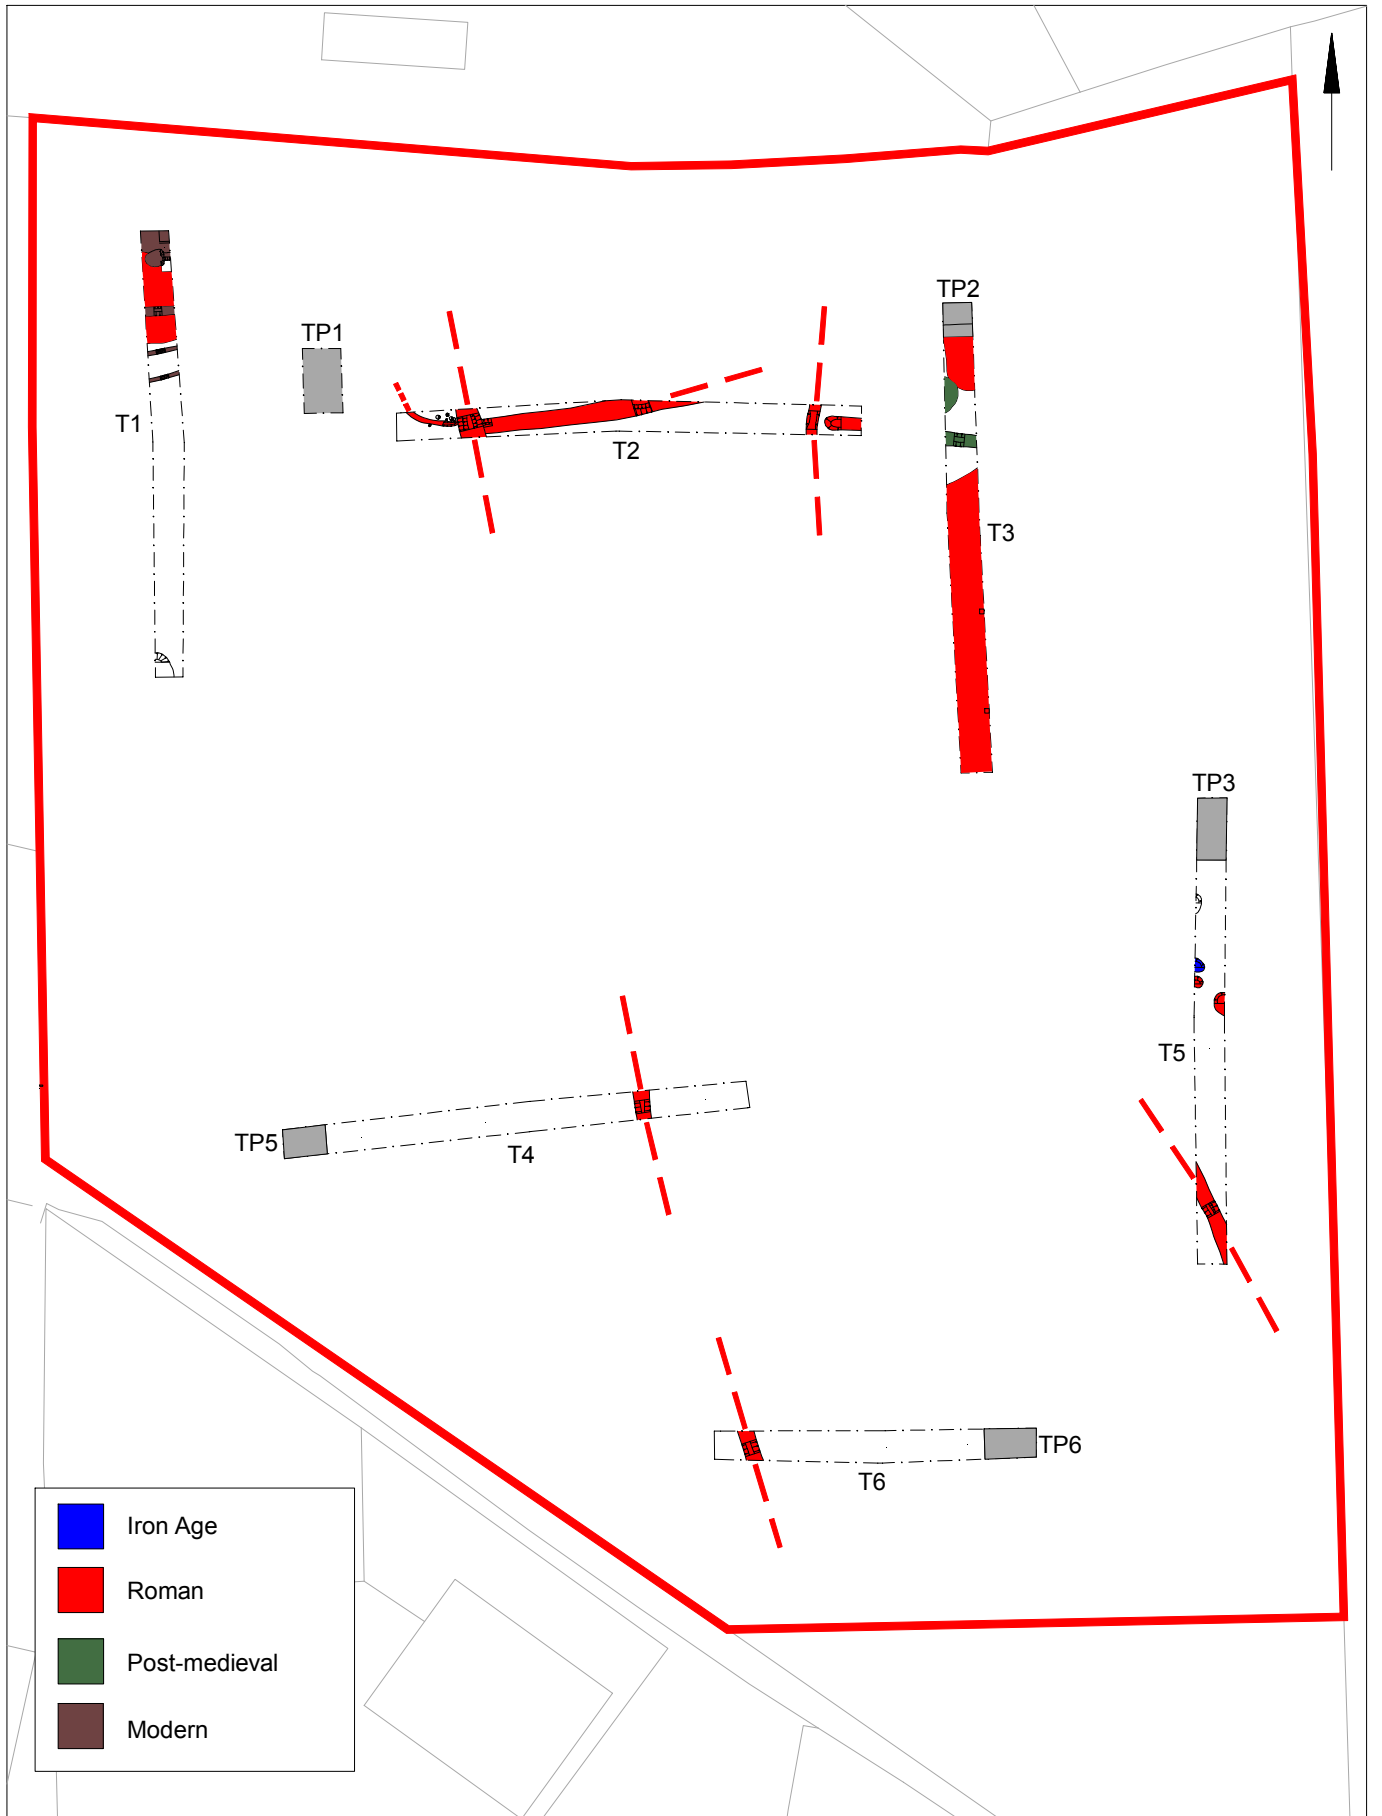 TP2
TP1
T1
T2
T3
TP3
T5
TP5
T4
TP6
T6
Iron Age
Roman
Post-medieval
Modern